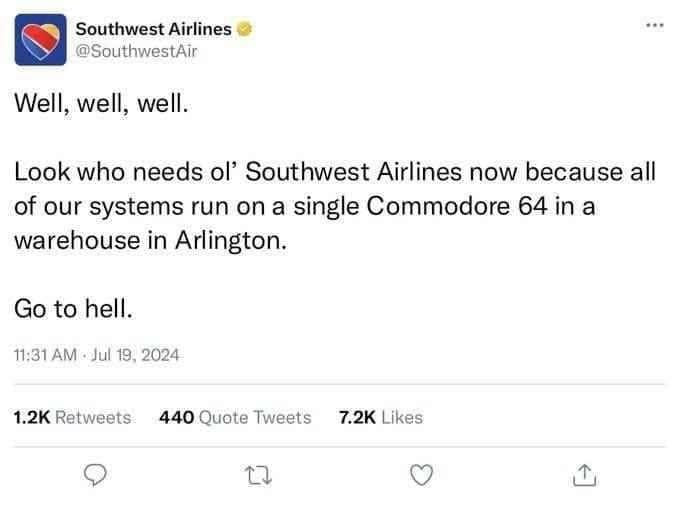 Southwest Airlines
@SouthwestAir
Well, well, well.
Look who needs ol’ Southwest Airlines now because all
of our systems run on a single Commodore 64 in a
warehouse in Arlington.
Go to hell.
11:31 AM · Jul 19, 2024
1.2K Retweets 440 Quote Tweets 7.2K Likes